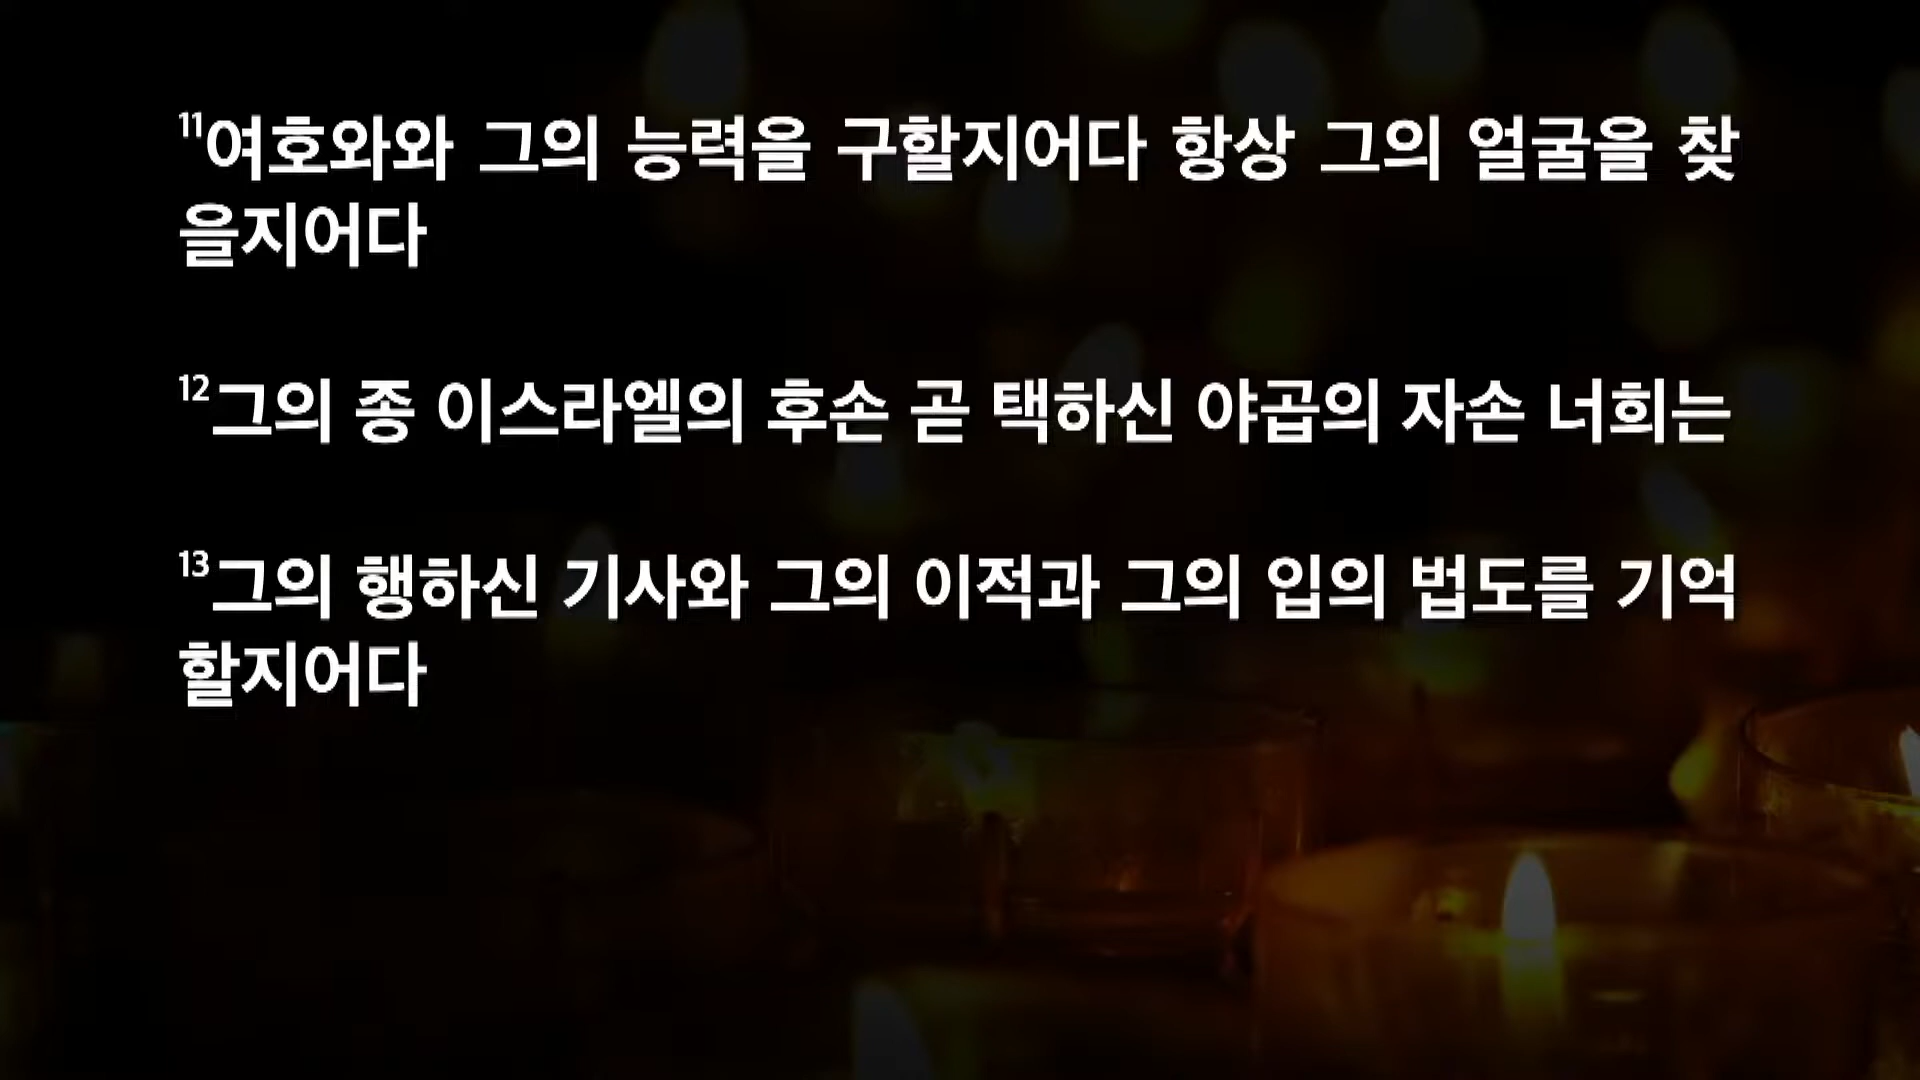 11여호와와 그의 능력을 구할지어다 항상 그의 얼굴을 찾
을지어다
12그의 종 이스라엘의 후손 곧 택하신 야곱의 자손 너희는
13그의 행하신 기사와 그의 이적과 그의 입의 법도를 기억
할지어다